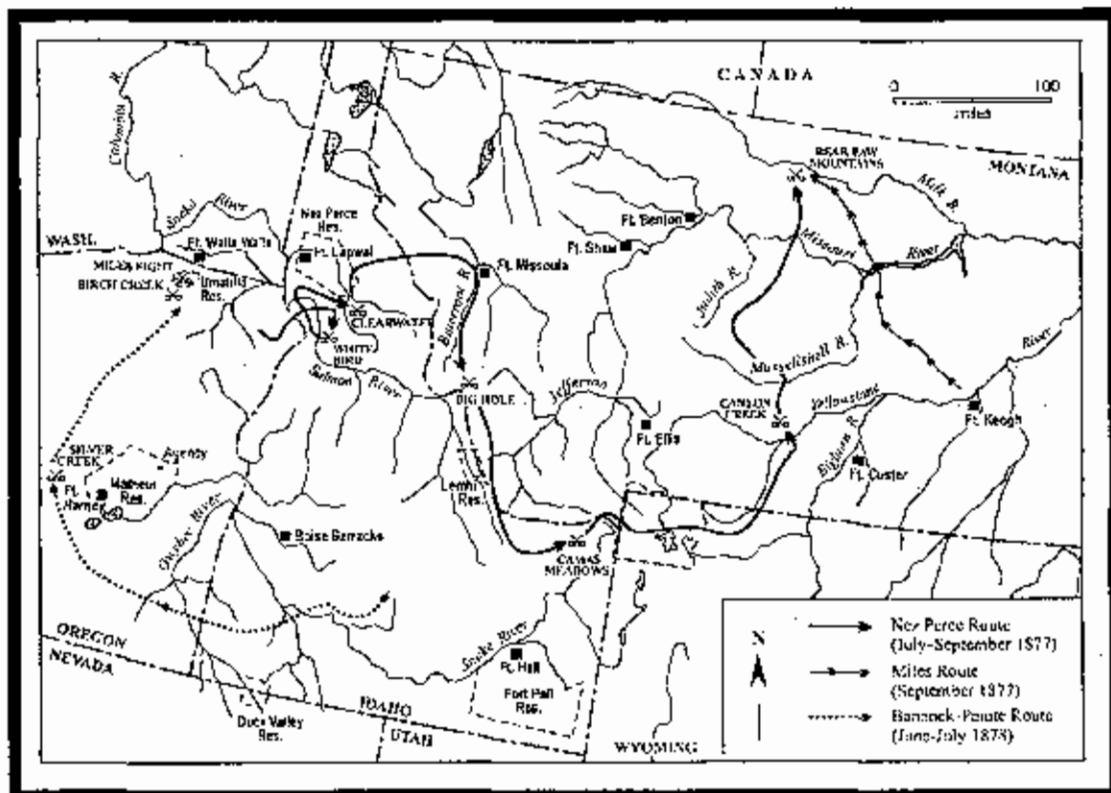 CANADA
0 100
miles
BEAR PAW
MOUNTAINS
MONTANA
Columbia R.
Milk R.
Snake River
Nez Perce
Res.
Ft. Benton
WASH.
Ft. Walla Walla
Ft. Lapwai
Ft. Shaw
Missouri River
MILES FIGHT
BIRCH CREEK
Umatilla
Res.
Ft. Missoula
Bitterroot R.
Judith R.
CLEARWATER
WHITE
BIRD
Salmon River
Musselshell R.
River
BIG HOLE
Jefferson
CANYON
CREEK
Yellowstone
Ft. Keogh
Ft. Ellis
Bighorn R.
Ft. Custer
SILVER
CREEK
Agency
Ft.
Harney
Malheur
Res.
Lemhi
Res.
Owyhee River
Boise Barracks
CAMAS
MEADOWS
OREGON
NEVADA
Snake River
Ft. Hall
Fort Hall
Res.
IDAHO
UTAH
Duck Valley
Res.
WYOMING
N
Nez Perce Route
(July-September 1877)
Miles Route
(September 1877)
Bannock-Paiute Route
(June-July 1878)